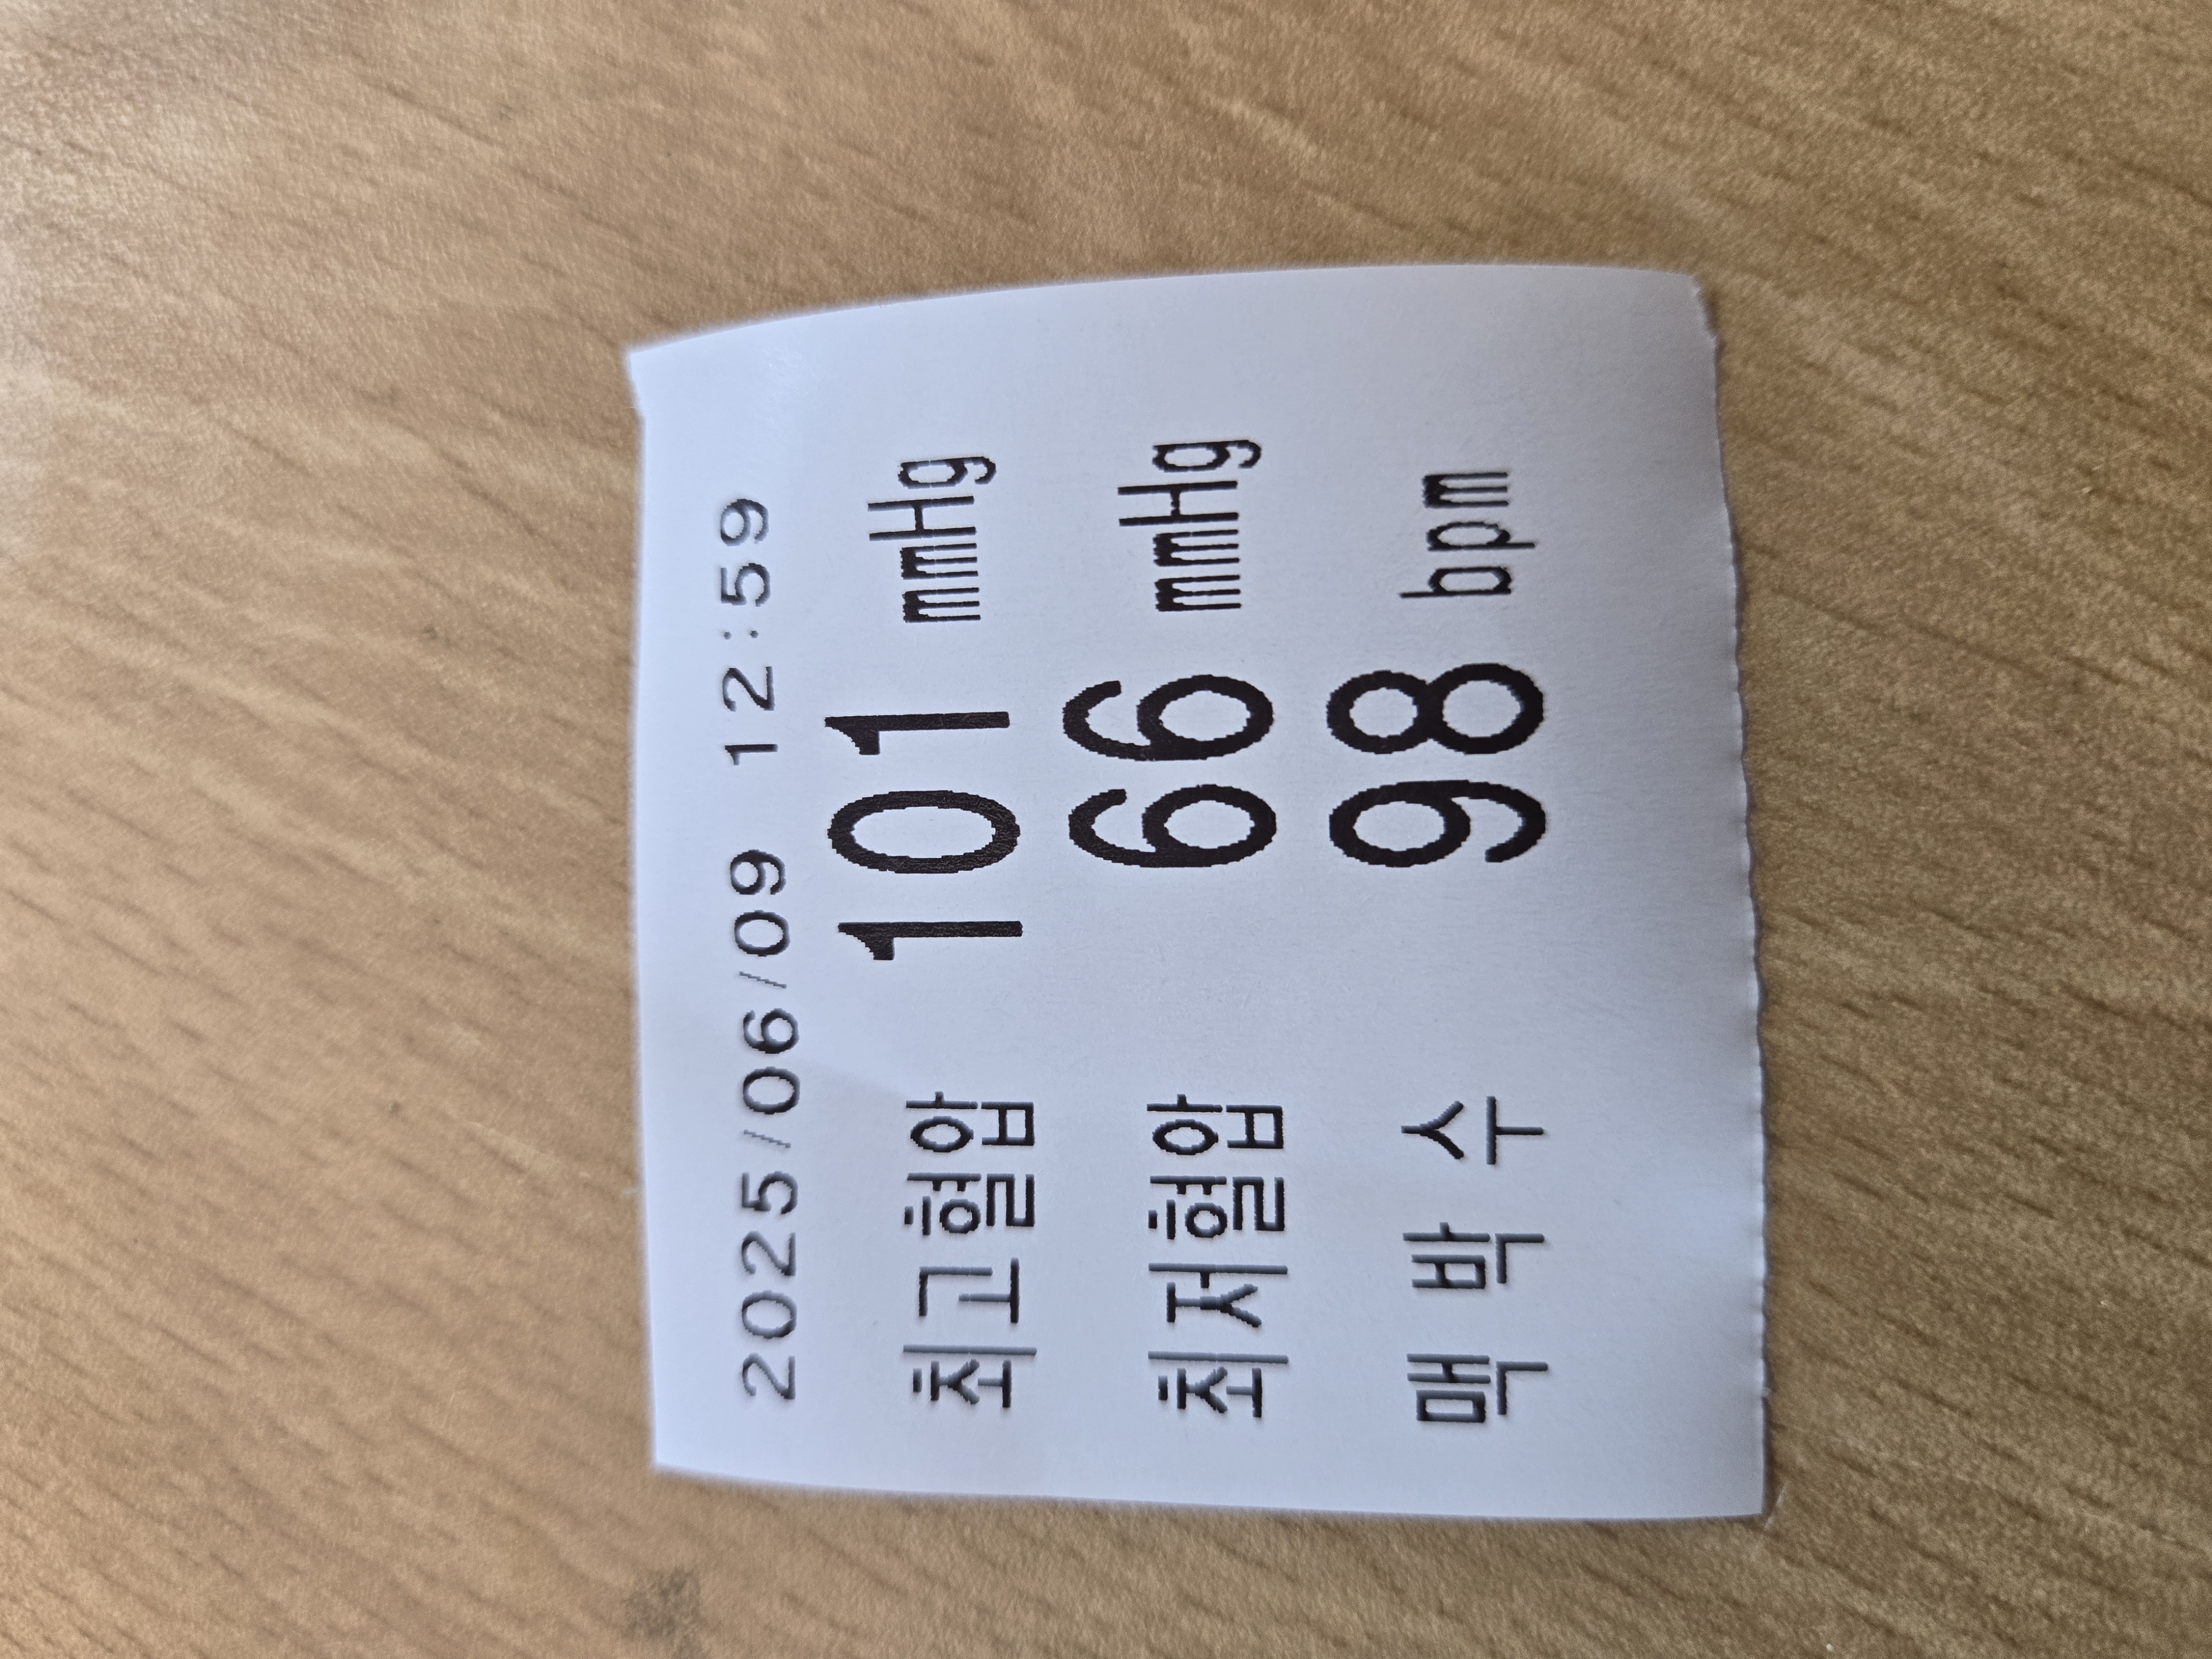 2025/06/09 12:59
최고혈압 101 mmHg
최저혈압 66 mmHg
맥 박 수 98 bpm